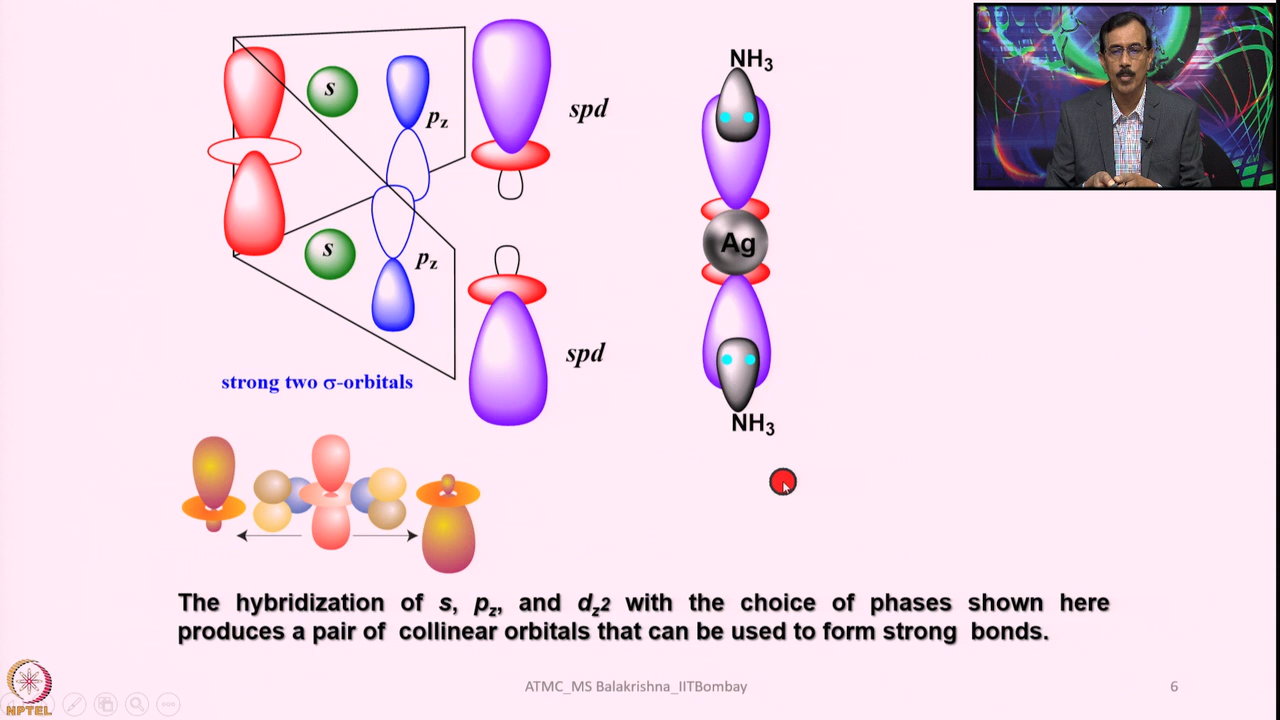 s
pz
spd
s
pz
spd
strong two σ-orbitals
NH3
Ag
NH3
The hybridization of s, pz, and dz2 with the choice of phases shown here
produces a pair of collinear orbitals that can be used to form strong bonds.
NPTEL
ATMC_MS Balakrishna_IITBombay
6